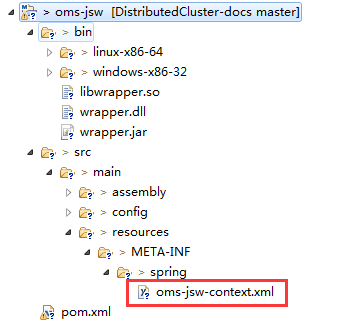 > oms-jsw [DistributedCluster-docs master]
> bin
> linux-x86-64
> windows-x86-32
libwrapper.so
wrapper.dll
wrapper.jar
> src
> main
> assembly
> config
> resources
> META-INF
> spring
oms-jsw-context.xml
pom.xml